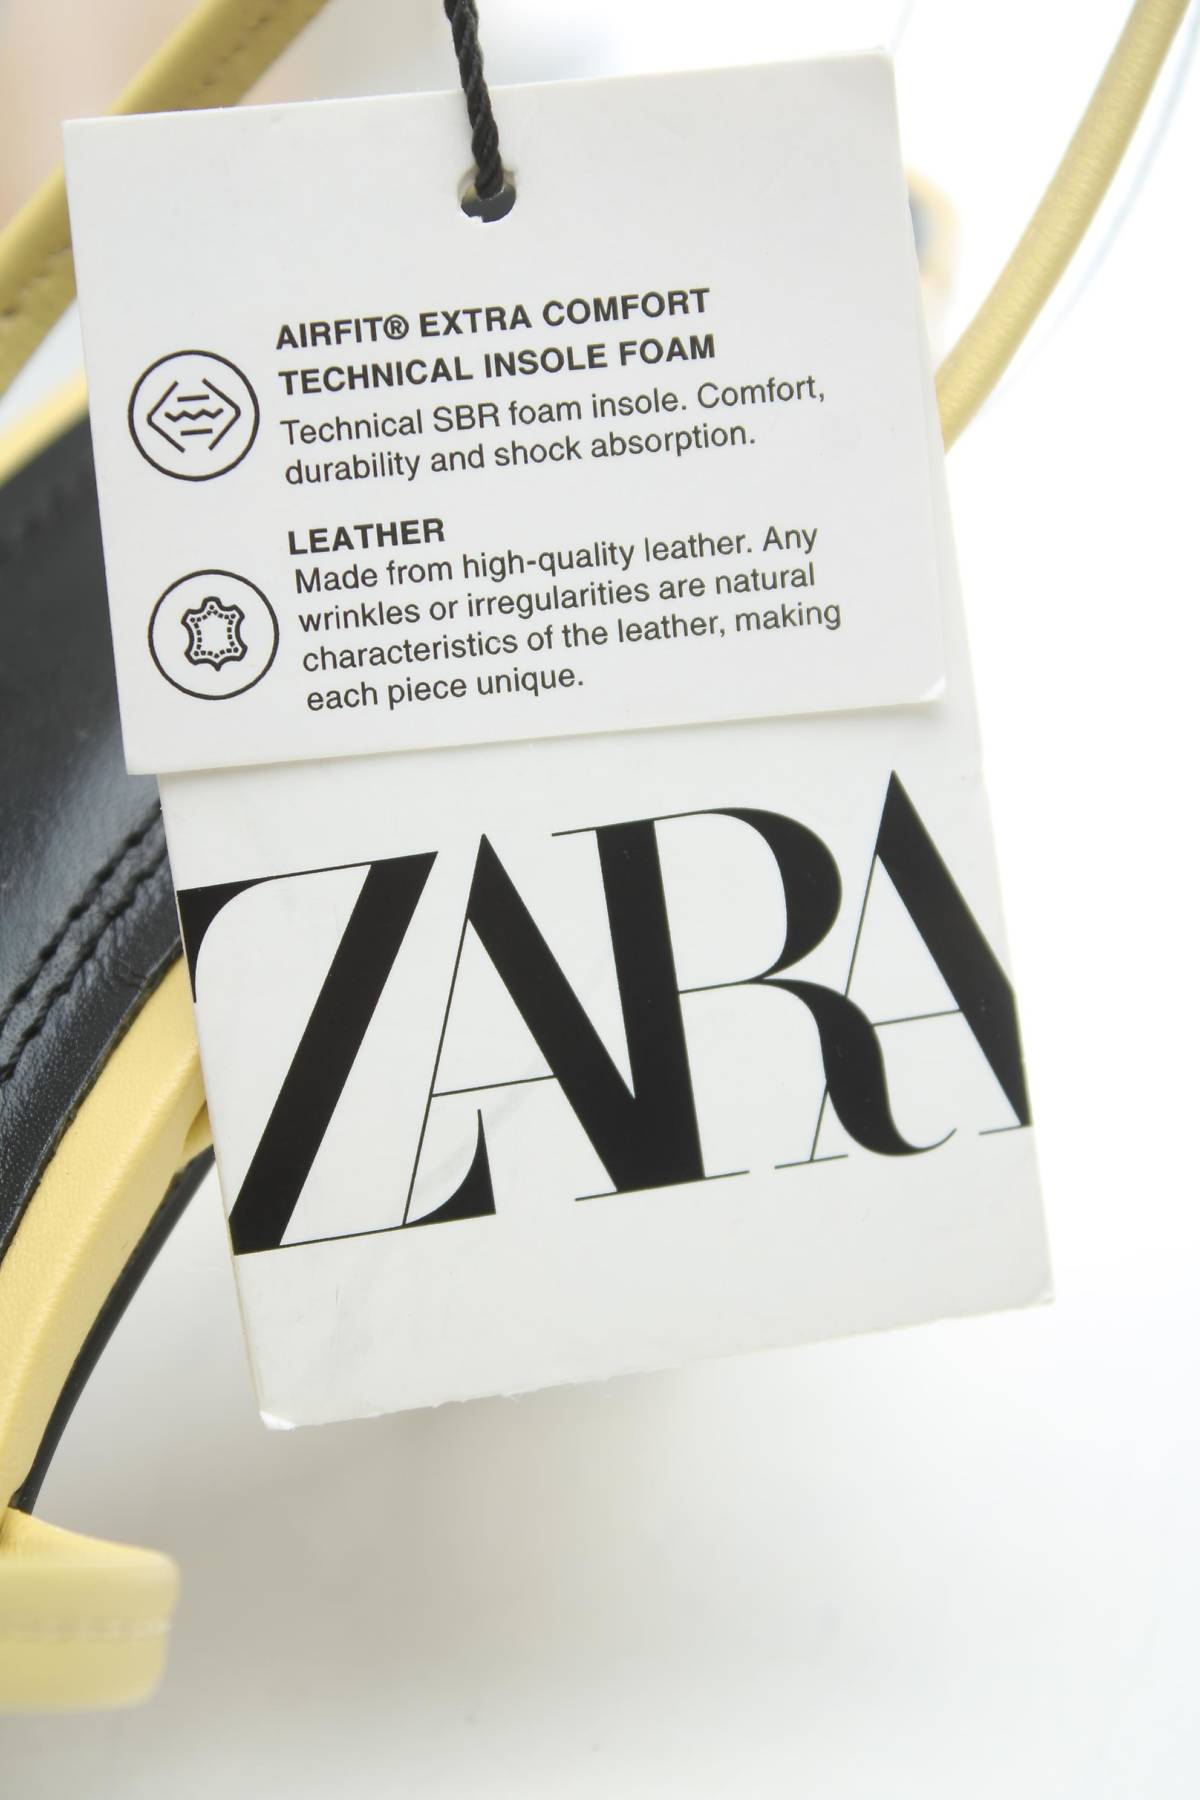 AIRFIT® EXTRA COMFORT
TECHNICAL INSOLE FOAM
Technical SBR foam insole. Comfort,
durability and shock absorption.
LEATHER
Made from high-quality leather. Any
wrinkles or irregularities are natural
characteristics of the leather, making
each piece unique.
ZARA